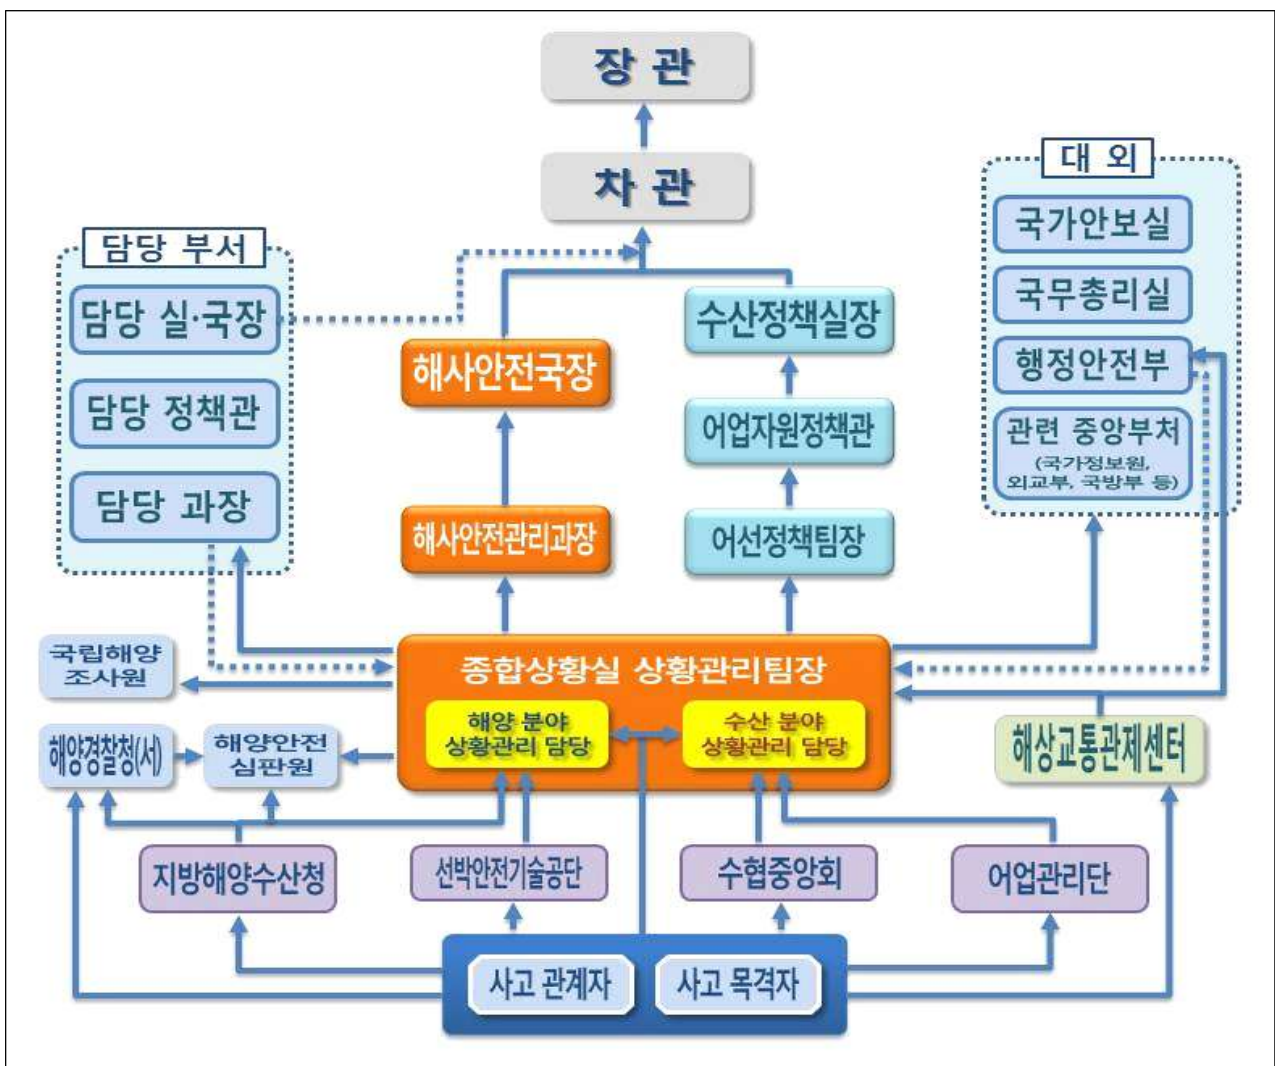 장 관
차 관
대 외
국가안보실
국무총리실
행정안전부
관련 중앙부처
(국가정보원,
외교부, 국방부 등)
담당 부서
담당 실·국장
담당 정책관
담당 과장
해사안전국장
해사안전관리과장
수산정책실장
어업자원정책관
어선정책팀장
국립해양
조사원
종합상황실 상황관리팀장
해양 분야
상황관리 담당
수산 분야
상황관리 담당
해양경찰청(서)
해양안전
심판원
해상교통관제센터
지방해양수산청
선박안전기술공단
수협중앙회
어업관리단
사고 관계자
사고 목격자